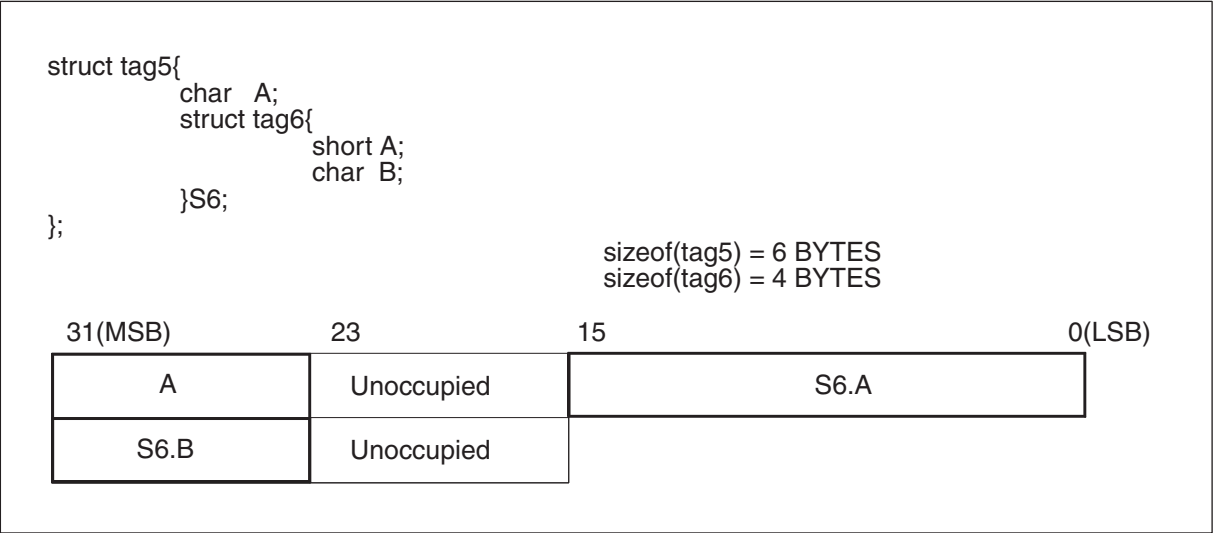 struct tag5{
char A;
struct tag6{
short A;
char B;
}S6;
};
sizeof(tag5) = 6 BYTES
sizeof(tag6) = 4 BYTES
31(MSB) 23 15 0(LSB)
A Unoccupied S6.A
S6.B Unoccupied